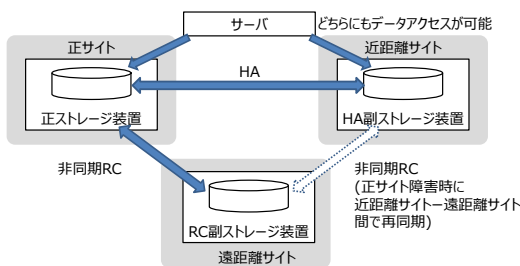 サーバ
どちらにもデータアクセスが可能
正サイト
近距離サイト
HA
正ストレージ装置
HA副ストレージ装置
非同期RC
非同期RC
(正サイト障害時に
近距離サイトー遠距離サイト
間で再同期)
RC副ストレージ装置
遠距離サイト